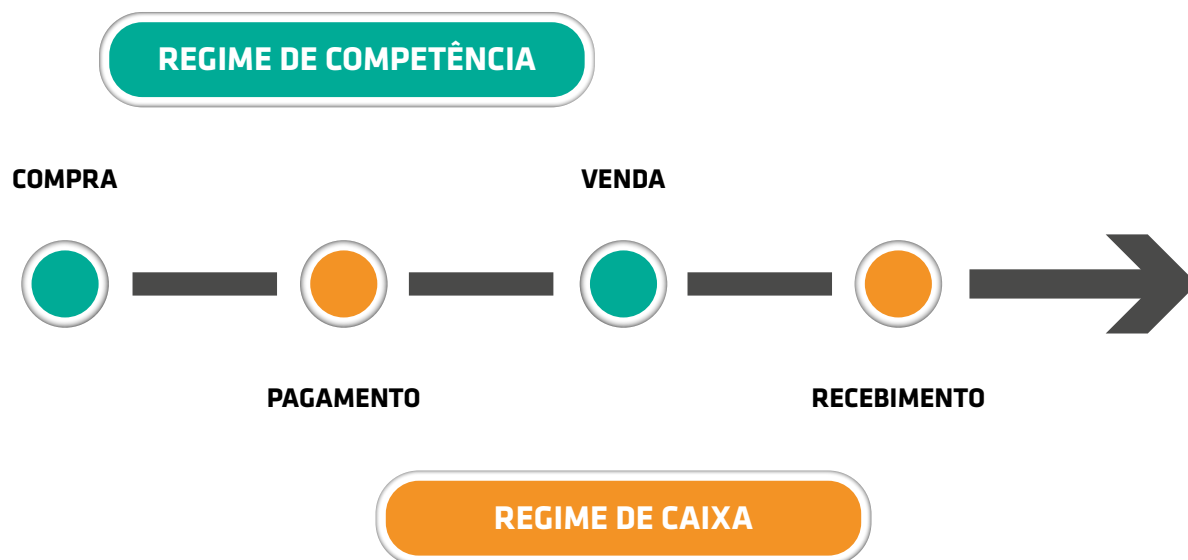 REGIME DE COMPETÊNCIA
COMPRA
VENDA
PAGAMENTO
RECEBIMENTO
REGIME DE CAIXA